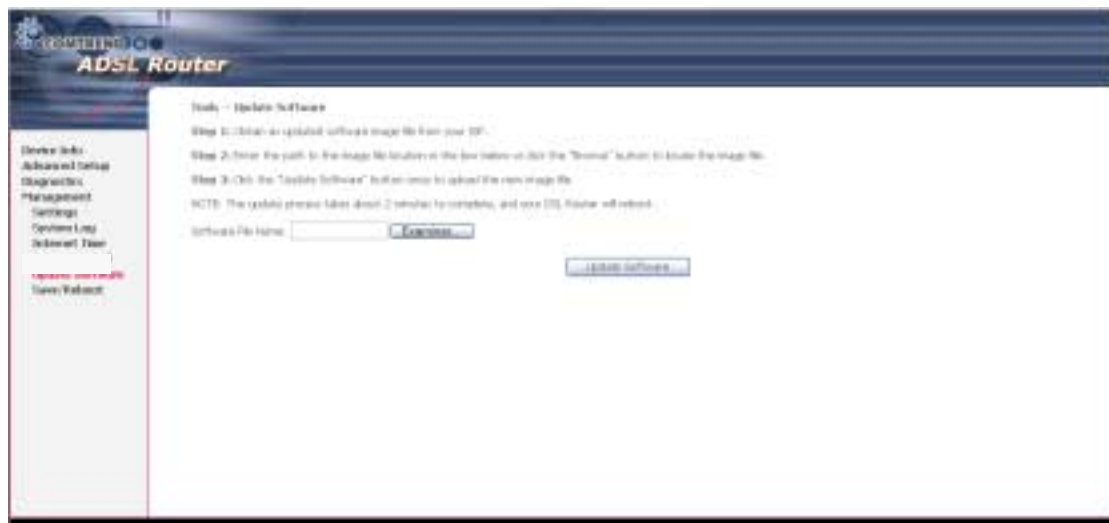 COMTREND
ADSL Router
Device Info
Advanced Setup
Diagnostics
Management
Settings
System Log
Internet Time
Update Software
Save/Reboot
Tools -- Update Software
Step 1: Obtain an updated software image file from your ISP.
Step 2: Enter the path to the image file location in the box below or click the "Browse" button to locate the image file.
Step 3: Click the "Update Software" button once to upload the new image file.
NOTE: The update process takes about 2 minutes to complete, and your DSL Router will reboot.
Software File Name:
Examinar...
Update Software